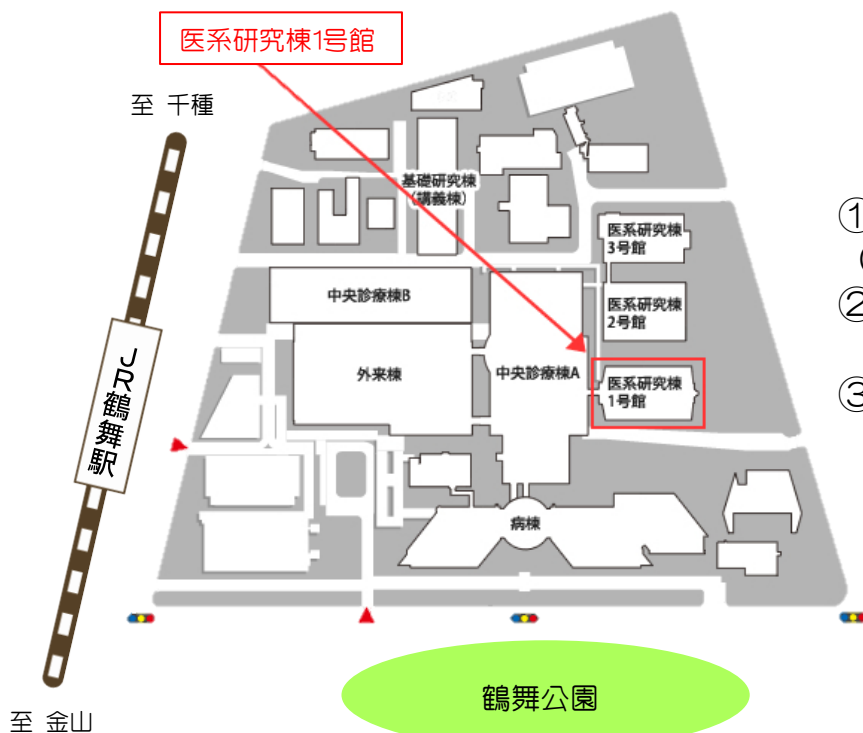 医系研究棟1号館
至 千種
基礎研究棟
(講義棟)
医系研究棟
3号館
①
(
中央診療棟B
医系研究棟
2号館
②
JR鶴舞駅
外来棟
中央診療棟A
医系研究棟
1号館
③
病棟
鶴舞公園
至 金山